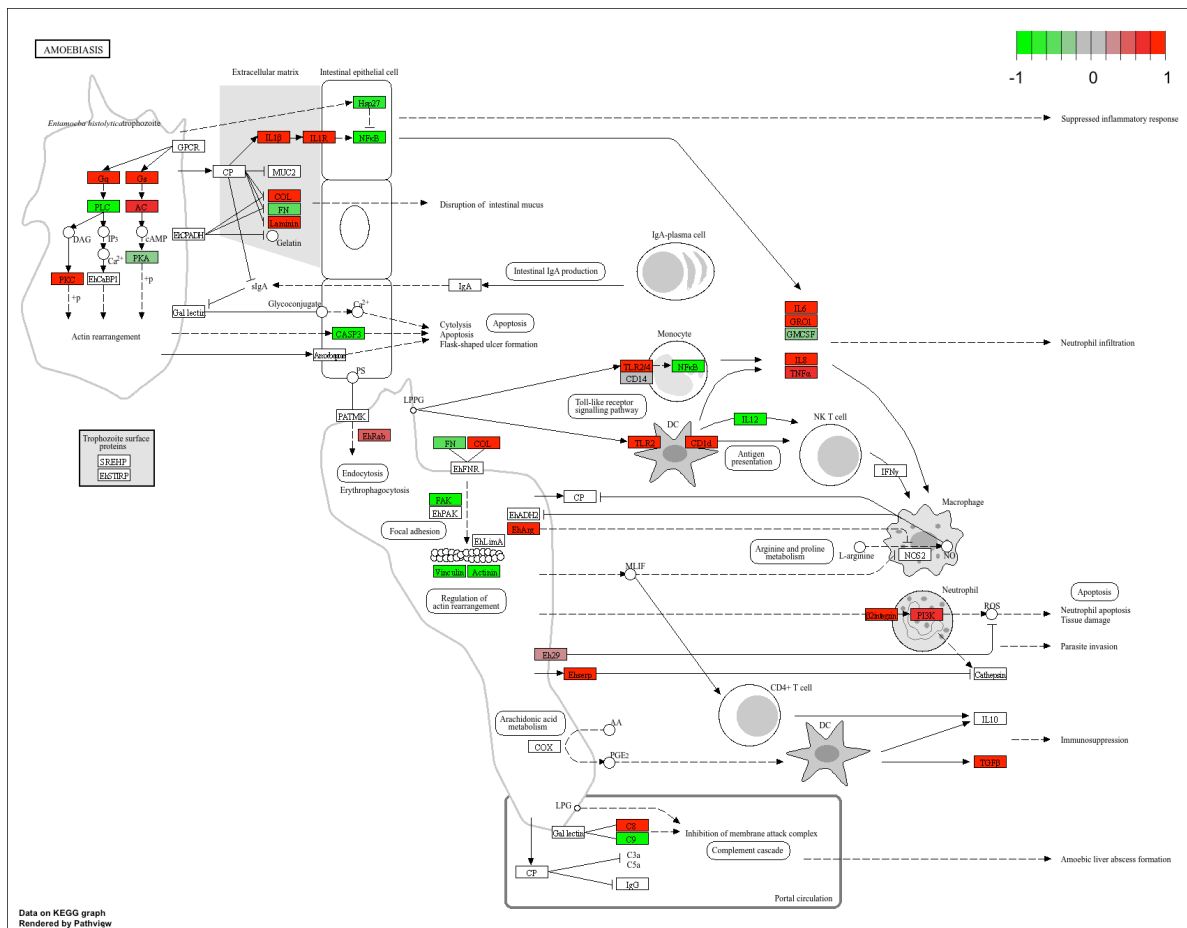 AMOEBIASIS
-1
0
1
Extracellular matrix
Intestinal epithelial cell
Hsp27
Suppressed inflammatory response
Entamoeba histolytica trophozoite
GPCR
IL1β
IL1R
NFκB
CP
MUC2
Gα
Gs
COL
FN
Laminin
Disruption of intestinal mucus
PLC
AC
DAG
IP3
cAMP
EhCPADH
Gelatin
Ca2+
PKA
PKC
EhCaBP1
+p
+p
IgA-plasma cell
Intestinal IgA production
sIgA
IgA
Gal lectin
Glycoconjugate
Ca2+
Actin rearrangement
CASP3
Cytolysis
Apoptosis
Apoptosis
Flask-shaped ulcer formation
IL6
GRO1
GMCSF
Neutrophil infiltration
IL8
TNFα
Monocyte
TLR2/4
NFκB
CD14
Toll-like receptor
signalling pathway
PS
LPPG
PATMK
EhRab
DC
IL12
NK T cell
TLR2
CD1d
Antigen
presentation
IFNγ
Trophozoite surface
proteins
SREHP
EhSTIRP
FN
COL
EhFNR
Endocytosis
Erythrophagocytosis
FAK
EhPAK
Focal adhesion
CP
EhADH2
EhArg
EhLimA
Macrophage
Arginine and proline
metabolism
L-arginine
NOS2
NO
Vinculin
Actinin
Regulation of
actin rearrangement
MLIF
Neutrophil
PI3K
ROS
Apoptosis
Neutrophil apoptosis
Tissue damage
Parasite invasion
Eh29
Ehserp
Cathepsin
CD4+ T cell
Arachidonic acid
metabolism
COX
AA
PGE2
DC
IL10
Immunosuppression
TGFβ
LPG
Gal lectin
C8
C9
Inhibition of membrane attack complex
Complement cascade
C3a
C5a
CP
IgG
Amoebic liver abscess formation
Portal circulation
Data on KEGG graph
Rendered by Pathview